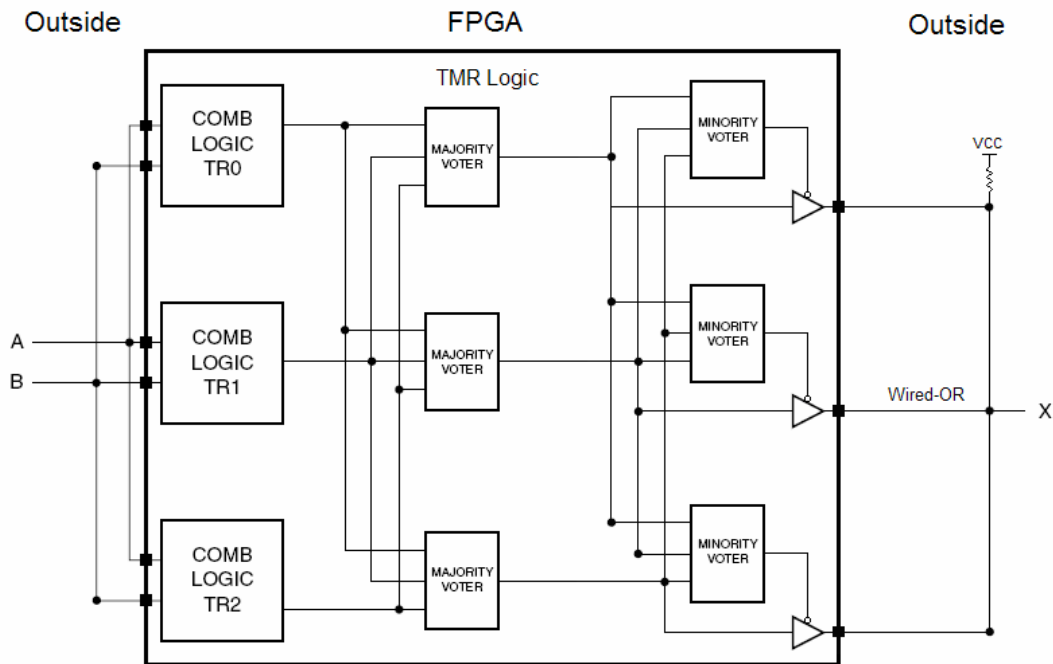 Outside
FPGA
Outside
TMR Logic
COMB
LOGIC
TR0
MAJORITY
VOTER
MINORITY
VOTER
VCC
A
B
COMB
LOGIC
TR1
MAJORITY
VOTER
MINORITY
VOTER
Wired-OR
X
COMB
LOGIC
TR2
MAJORITY
VOTER
MINORITY
VOTER